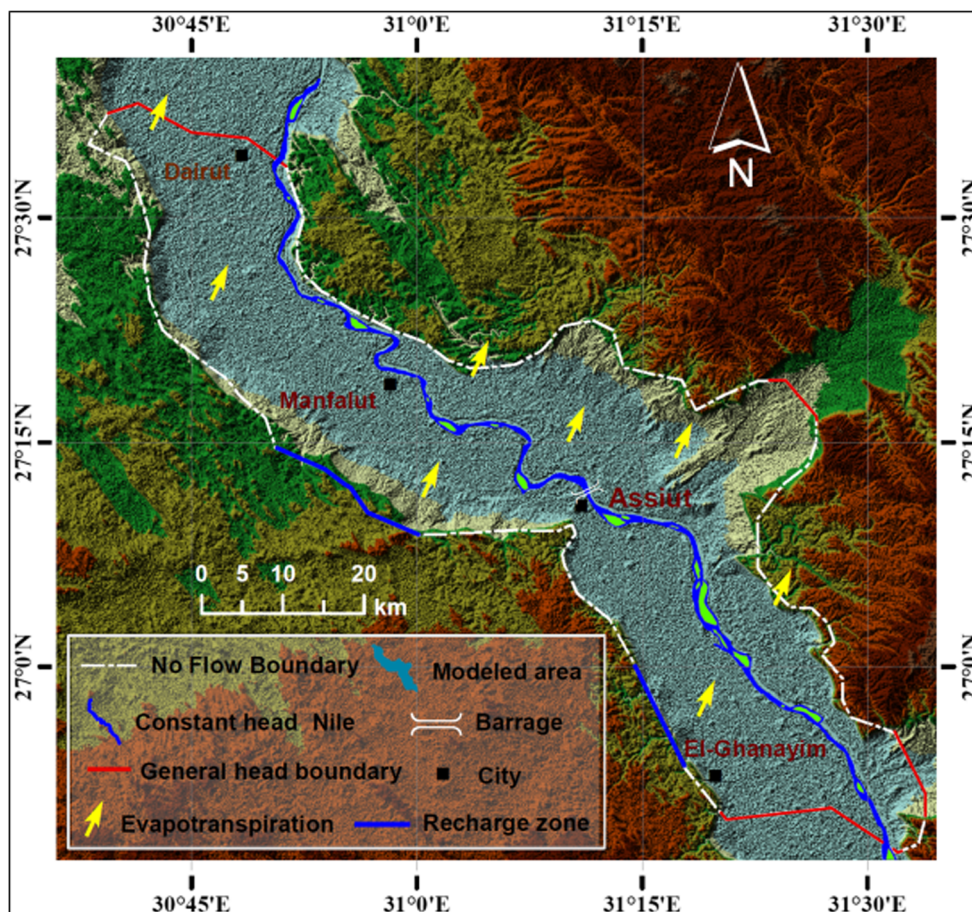 30°45'E 31°0'E 31°15'E 31°30'E
N
Dairut
27°30'N 27°30'N
Manfalut
27°15'N 27°15'N
Assiut
0 5 10 20
km
27°0'N 27°0'N
No Flow Boundary Modeled area
Constant head Nile Barrage
El-Ghanayim
General head boundary City
Evapotranspiration Recharge zone
30°45'E 31°0'E 31°15'E 31°30'E